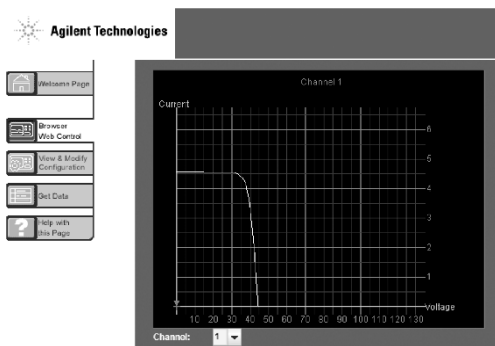 Agilent Technologies
Welcome Page
Browser
Web Control
View & Modify
Configuration
Get Data
Help with
this Page
Channel 1
Current
6
5
4
3
2
1
Voltage
10 20 30 40 50 60 70 80 90 100 110 120 130
Channel: 1